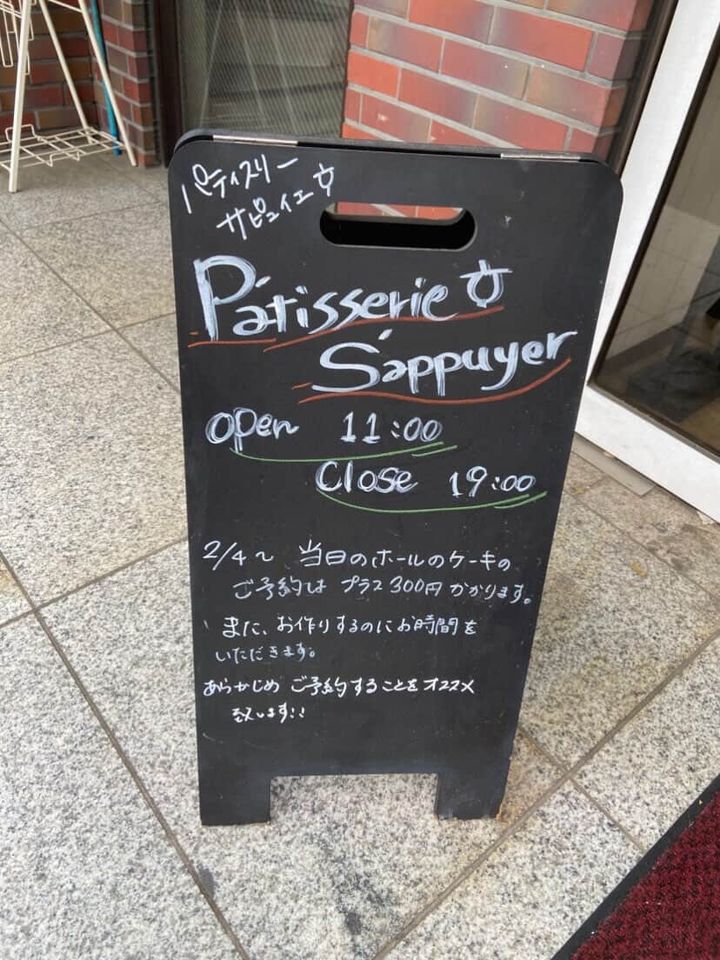 パティスリー
サピュイエ
Pâtisserie
S'appuyer
open 11:00
Close 19:00
2/4〜 当日のホールのケーキの
ご予約は プラス300円かかります。
また、お作りするのにお時間を
いただきます。
あらかじめ ご予約することをオススメ
致します!!